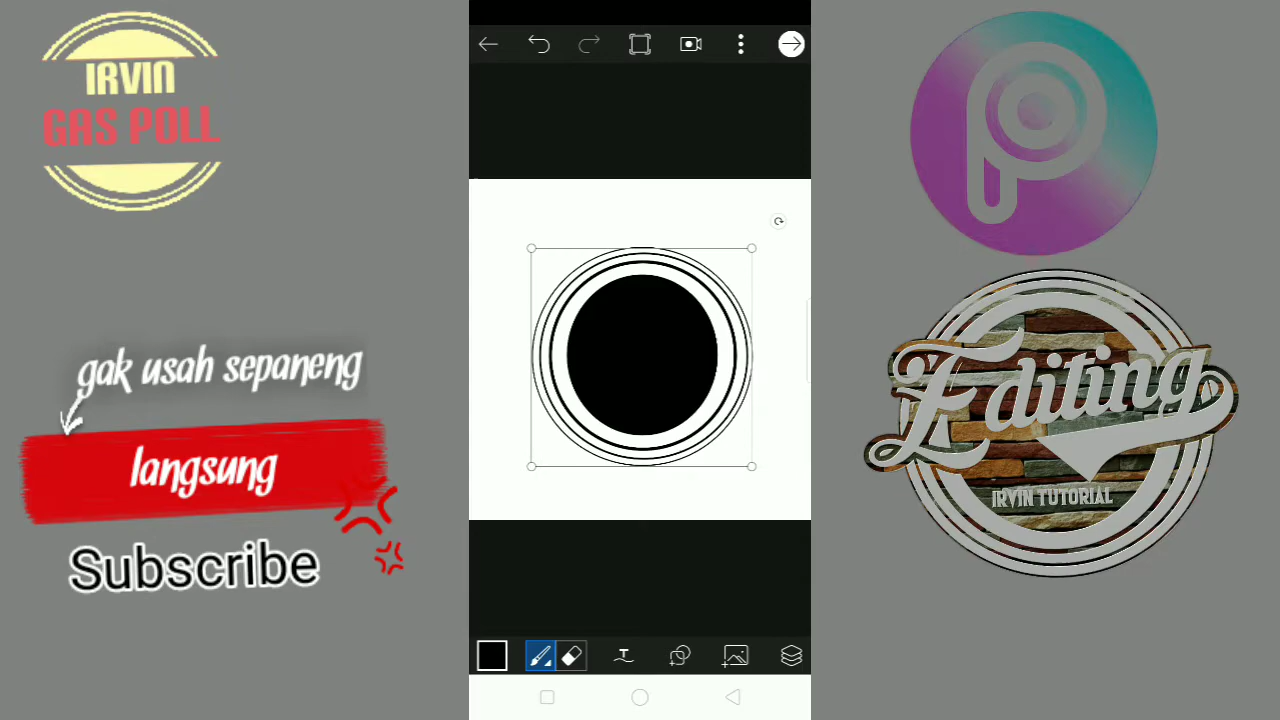 IRVIN
GAS POLL
gak usah sepaneng
langsung
Subscribe
Editing
IRVIN TUTORIAL